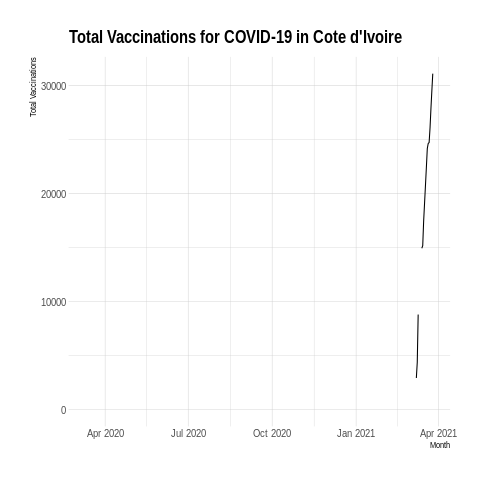 Total Vaccinations for COVID-19 in Cote d'Ivoire
Total Vaccinations
30000
20000
10000
0
Apr 2020 Jul 2020 Oct 2020 Jan 2021 Apr 2021
Month